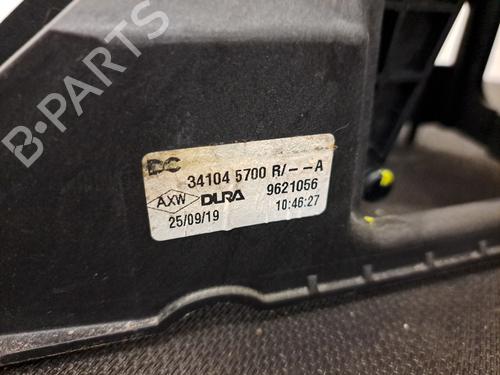 B-PARTS
DC
34104 5700 R/--A
AXW DURA 9621056
25/09/19 10:46:27